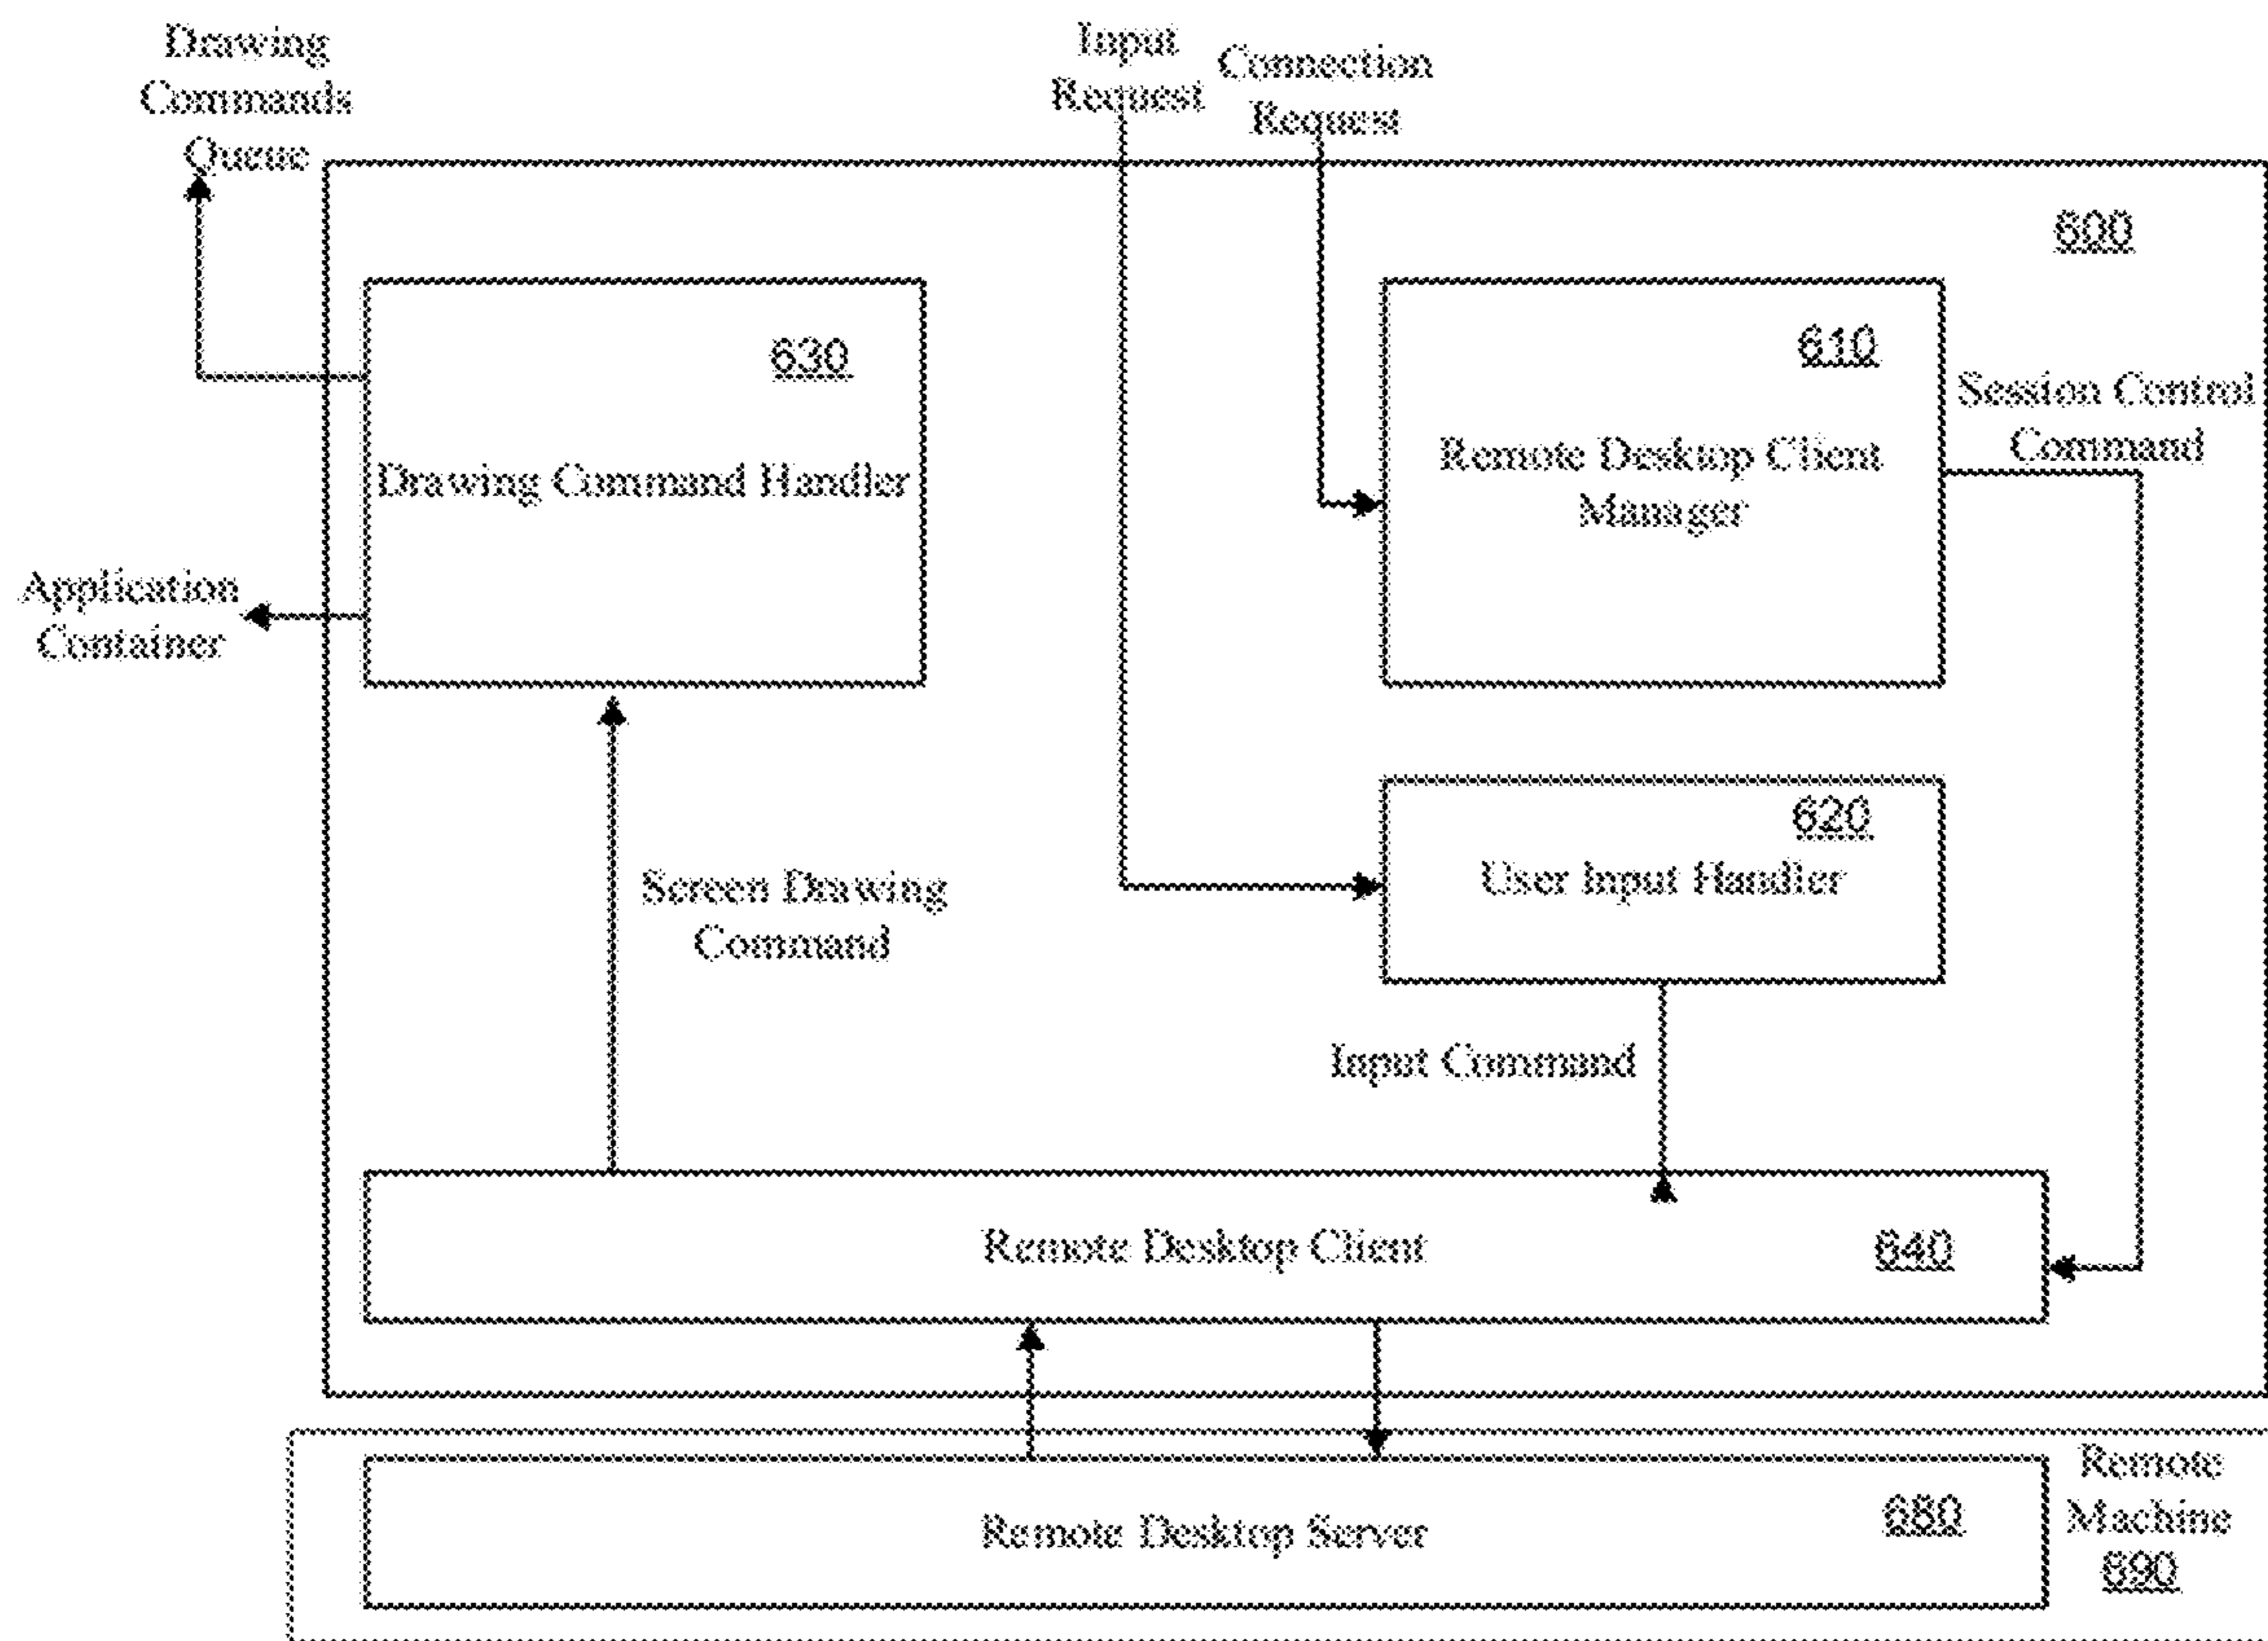 Drawing
Commands
Queue
Input
Request
Connection
Request
600
630
Drawing Command Handler
610
Remote Desktop Client
Manager
Session Control
Command
Application
Container
620
User Input Handler
Screen Drawing
Command
Input Command
Remote Desktop Client
640
Remote Desktop Server
680
Remote
Machine
690